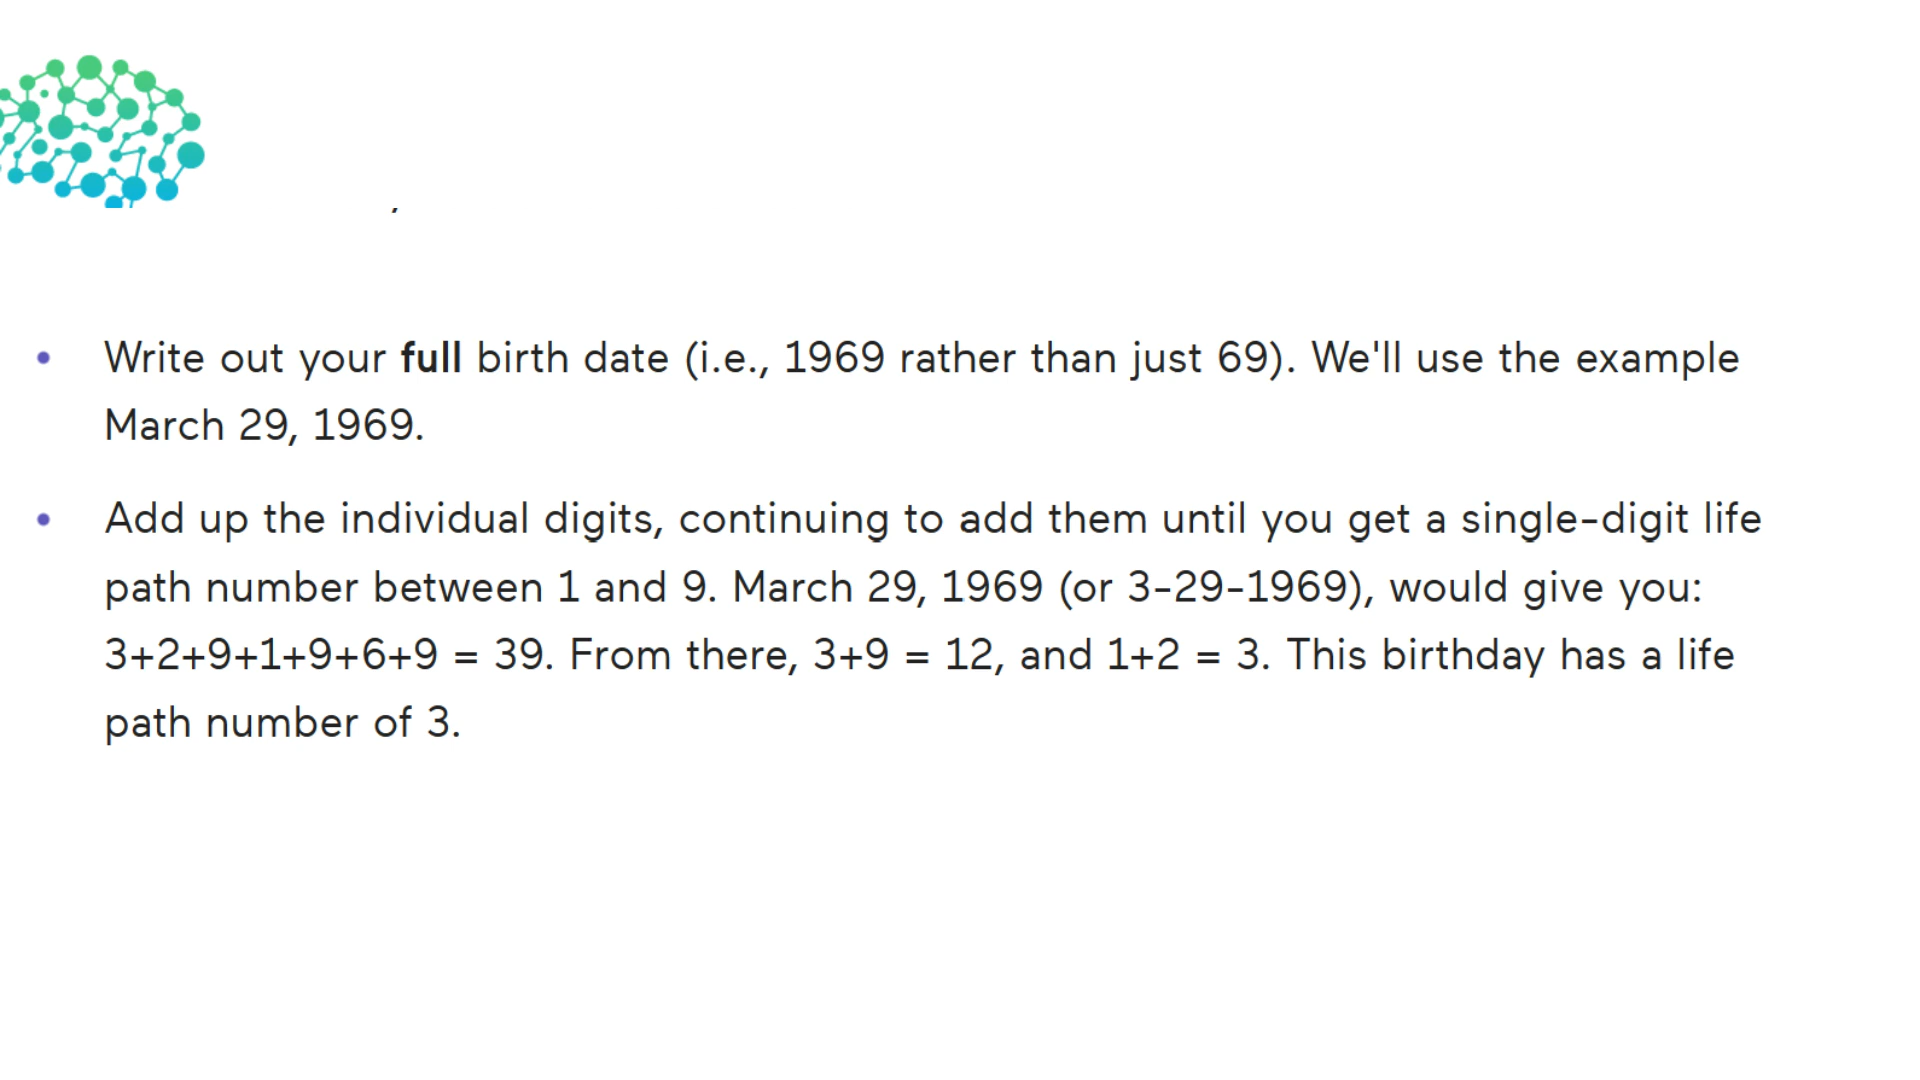 Write out your full birth date (i.e., 1969 rather than just 69). We'll use the example
March 29, 1969.
Add up the individual digits, continuing to add them until you get a single-digit life
path number between 1 and 9. March 29, 1969 (or 3-29-1969), would give you:
3+2+9+1+9+6+9 = 39. From there, 3+9 = 12, and 1+2 = 3. This birthday has a life
path number of 3.